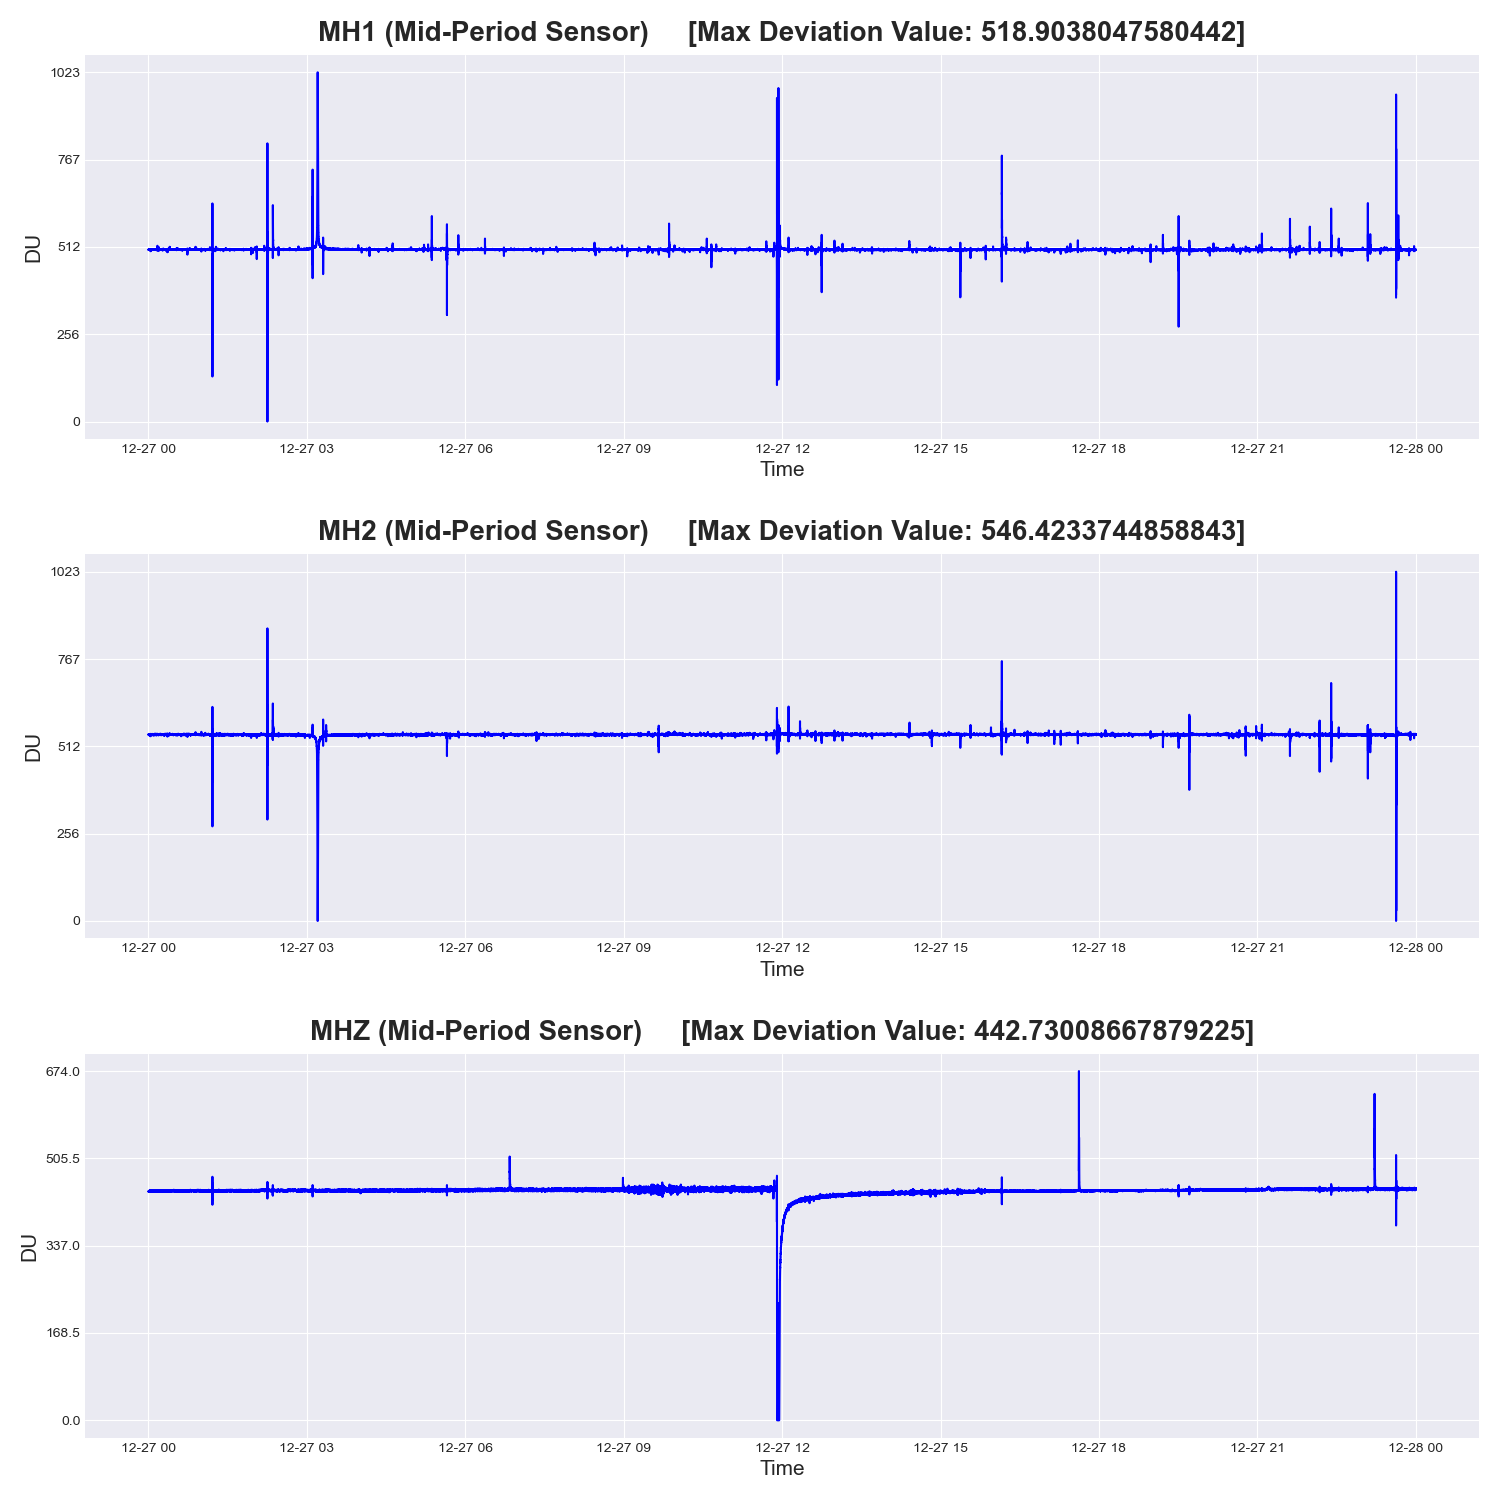 MH1 (Mid-Period Sensor) [Max Deviation Value: 518.9038047580442]
1023
767
512
256
0
DU
12-27 00 12-27 03 12-27 06 12-27 09 12-27 12 12-27 15 12-27 18 12-27 21 12-28 00
Time
MH2 (Mid-Period Sensor) [Max Deviation Value: 546.4233744858843]
1023
767
512
256
0
DU
12-27 00 12-27 03 12-27 06 12-27 09 12-27 12 12-27 15 12-27 18 12-27 21 12-28 00
Time
MHZ (Mid-Period Sensor) [Max Deviation Value: 442.73008667879225]
674.0
505.5
337.0
168.5
0.0
DU
12-27 00 12-27 03 12-27 06 12-27 09 12-27 12 12-27 15 12-27 18 12-27 21 12-28 00
Time